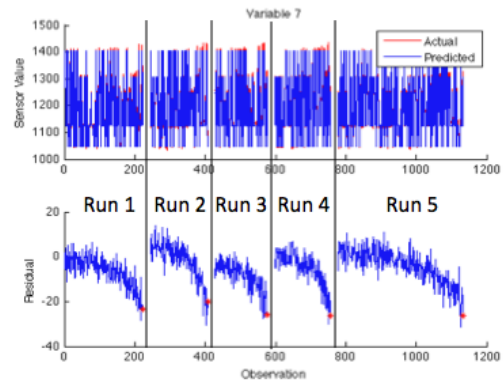 Variable 7
1500
1400
1300
1200
1100
1000
Sensor Value
Actual
Predicted
0 200 400 600 800 1000 1200
Run 1 Run 2 Run 3 Run 4 Run 5
20
0
-20
-40
Residual
0 200 400 600 800 1000 1200
Observation